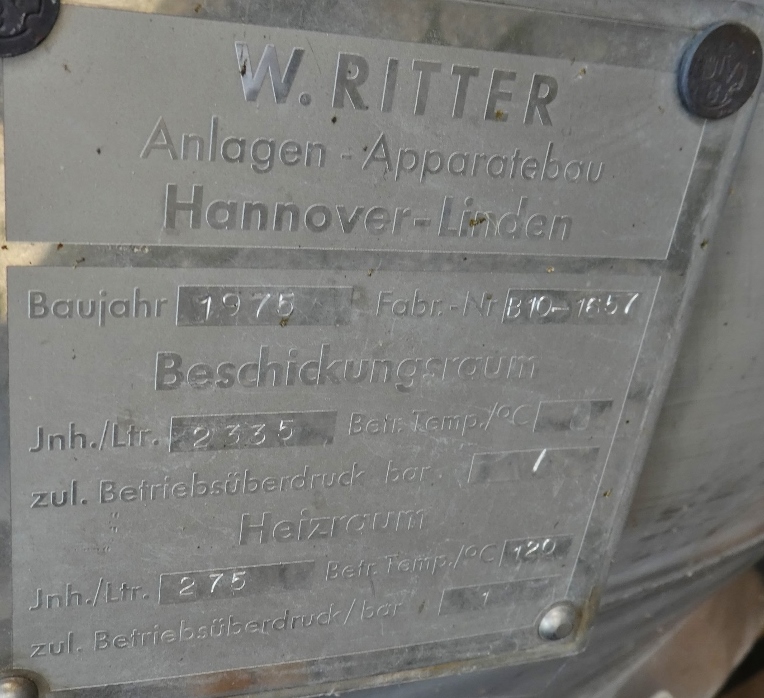 W. RITTER
Anlagen - Apparatebau
Hannover-Linden
Baujahr 1975 Fabr.-Nr B10-1657
Beschickungsraum
Jnh./Ltr. 2335 Betr. Temp./°C
zul. Betriebsüberdruck bar /
Heizraum
Jnh./Ltr. 275 Betr. Temp./°C 120
zul. Betriebsüberdruck/bar 1